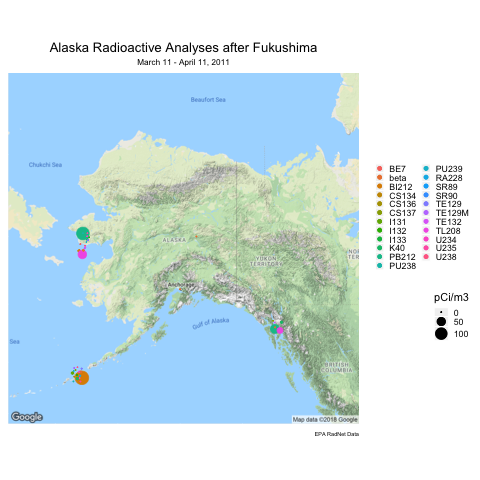 Alaska Radioactive Analyses after Fukushima
March 11 - April 11, 2011
Beaufort Sea
Chukchi Sea
ALASKA
YUKON
TERRITORY
Anchorage
Gulf of Alaska
BRITISH
COLUMBIA
Sea
Google
Map data ©2018 Google
EPA RadNet Data
BE7
beta
BI212
CS134
CS136
CS137
I131
I132
I133
K40
PB212
PU238
PU239
RA228
SR89
SR90
TE129
TE129M
TE132
TL208
U234
U235
U238
pCi/m3
0
50
100